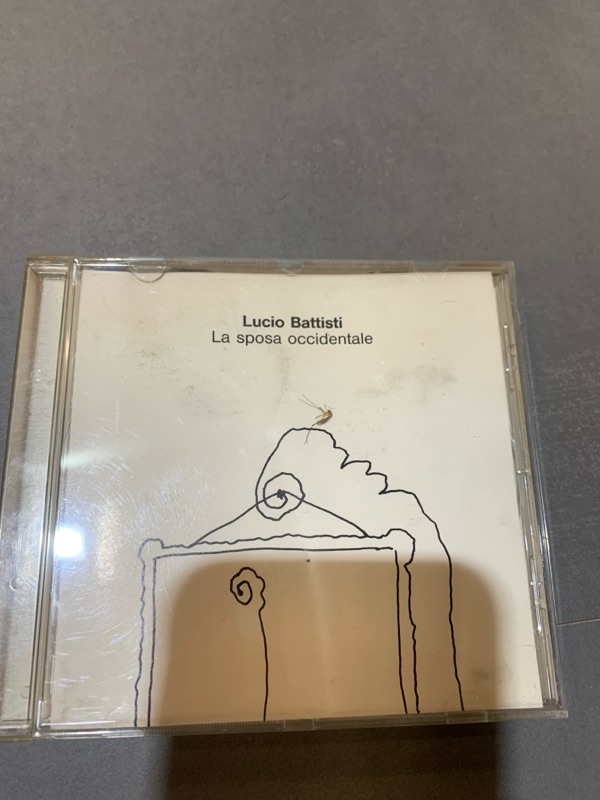 Lucio Battisti
La sposa occidentale